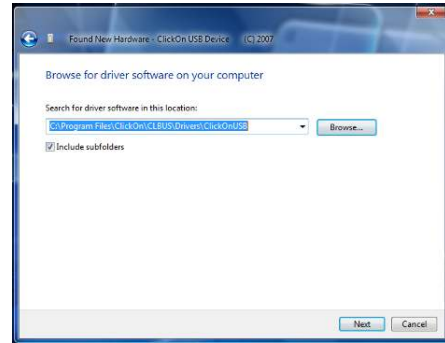 Found New Hardware - ClickOn USB Device (C) 2007
Browse for driver software on your computer
Search for driver software in this location:
C:\Program Files\ClickOn\CLBUS\Drivers\ClickOnUSB
Browse...
Include subfolders
Next
Cancel